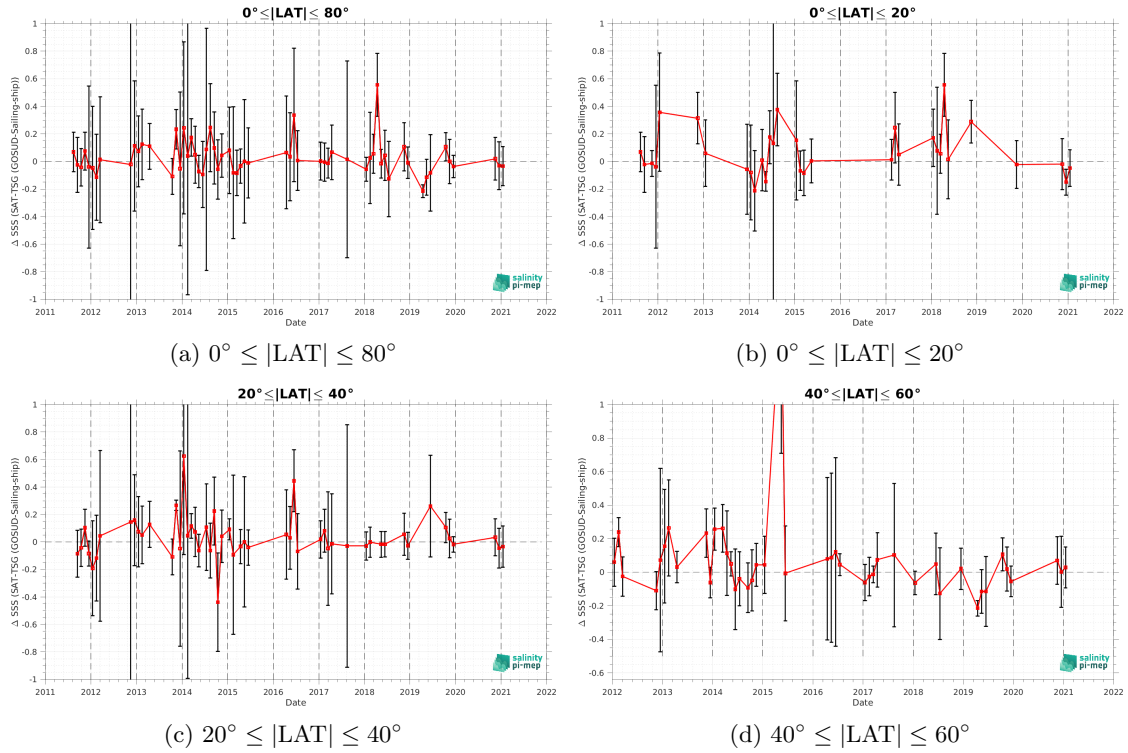 0°≤|LAT|≤ 80°
Δ SSS (SAT-TSG (GOSUD-Sailing-ship))
1
0.8
0.6
0.4
0.2
0
-0.2
-0.4
-0.6
-0.8
-1
2011 2012 2013 2014 2015 2016 2017 2018 2019 2020 2021 2022
Date
salinity
pi-mep
(a) 0° ≤ |LAT| ≤ 80°
0°≤|LAT|≤ 20°
Δ SSS (SAT-TSG (GOSUD-Sailing-ship))
1
0.8
0.6
0.4
0.2
0
-0.2
-0.4
-0.6
-0.8
-1
2011 2012 2013 2014 2015 2016 2017 2018 2019 2020 2021 2022
Date
salinity
pi-mep
(b) 0° ≤ |LAT| ≤ 20°
20°≤|LAT|≤ 40°
Δ SSS (SAT-TSG (GOSUD-Sailing-ship))
1
0.8
0.6
0.4
0.2
0
-0.2
-0.4
-0.6
-0.8
-1
2011 2012 2013 2014 2015 2016 2017 2018 2019 2020 2021 2022
Date
salinity
pi-mep
(c) 20° ≤ |LAT| ≤ 40°
40°≤|LAT|≤ 60°
Δ SSS (SAT-TSG (GOSUD-Sailing-ship))
1
0.8
0.6
0.4
0.2
0
-0.2
-0.4
-0.6
2012 2013 2014 2015 2016 2017 2018 2019 2020 2021 2022
Date
salinity
pi-mep
(d) 40° ≤ |LAT| ≤ 60°